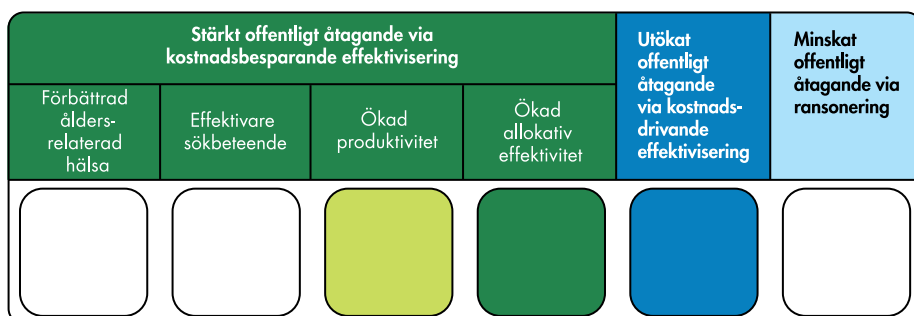 Stärkt offentligt åtagande via
kostnadsbesparande effektivisering
Förbättrad
ålders-
relaterad
hälsa
Effektivare
sökbeteende
Ökad
produktivitet
Ökad
allokativ
effektivitet
Utökat
offentligt
åtagande
via kostnads-
drivande
effektivisering
Minskat
offentligt
åtagande via
ransonering